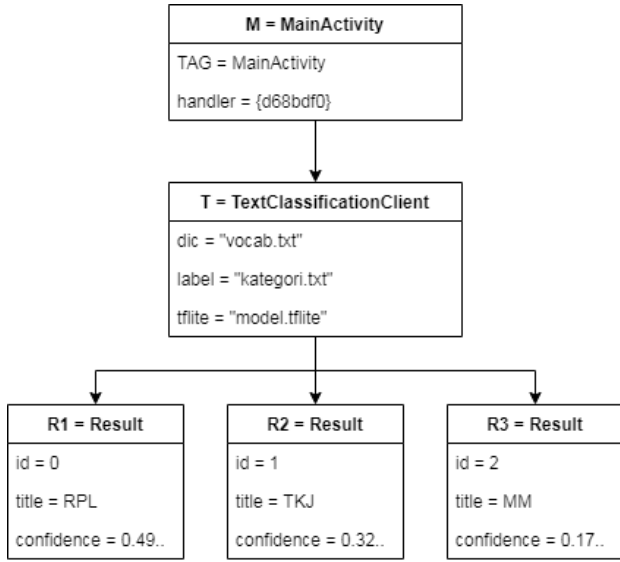 M = MainActivity
TAG = MainActivity
handler = {d68bdf0}
T = TextClassificationClient
dic = "vocab.txt"
label = "kategori.txt"
tflite = "model.tflite"
R1 = Result
id = 0
title = RPL
confidence = 0.49..
R2 = Result
id = 1
title = TKJ
confidence = 0.32..
R3 = Result
id = 2
title = MM
confidence = 0.17..